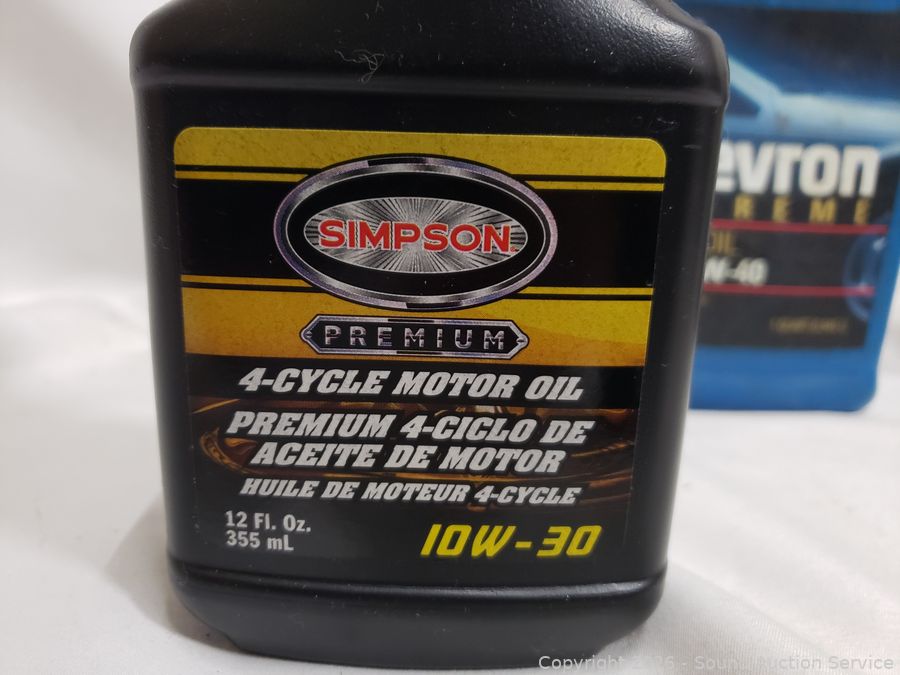 SIMPSON
PREMIUM
4-CYCLE MOTOR OIL
PREMIUM 4-CICLO DE
ACEITE DE MOTOR
HUILE DE MOTEUR 4-CYCLE
12 Fl. Oz.
355 mL
10W-30
evron
REME
OIL
W-40
Copyright 2026 - Sound Auction Service